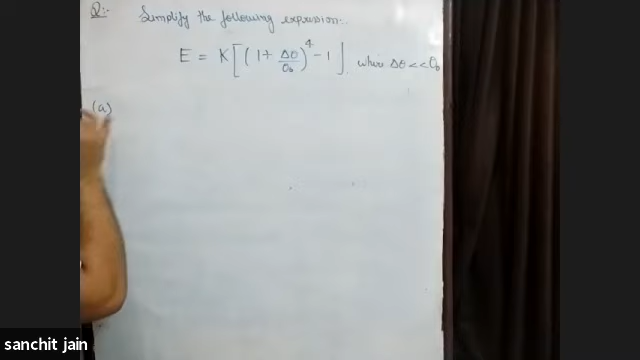 Q:- Simplify the following expression:-
E = K[(1 + Δθ/θ₀)⁴ - 1], where Δθ << θ₀
(a)
sanchit jain